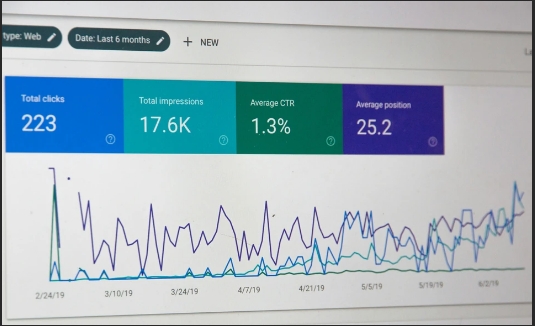 type: Web
Date: Last 6 months
+ NEW
Total clicks
223
Total impressions
17.6K
Average CTR
1.3%
Average position
25.2
2/24/19
3/10/19
3/24/19
4/7/19
4/21/19
5/5/19
5/19/19
6/2/19